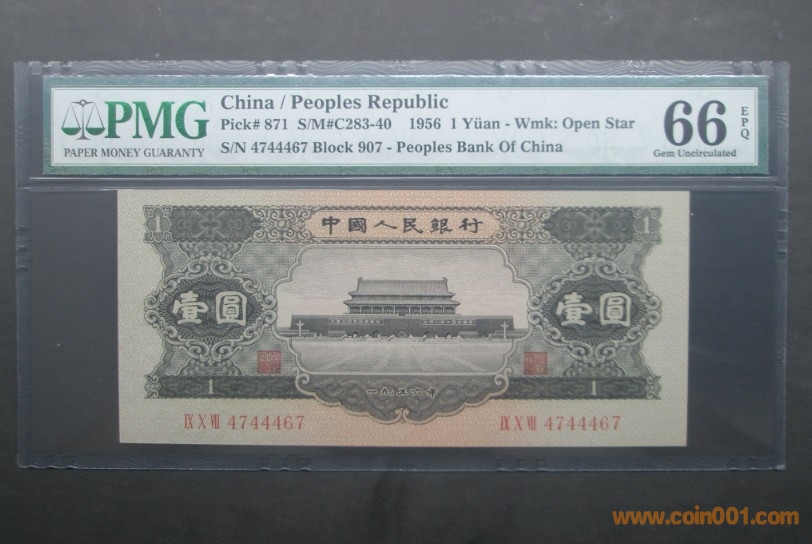 PMG
PAPER MONEY GUARANTY
China / Peoples Republic
Pick# 871 S/M#C283-40 1956 1 Yüan - Wmk: Open Star
S/N 4744467 Block 907 - Peoples Bank Of China
66 EPQ
Gem Uncirculated
1 中國人民銀行 1
壹圓 壹圓
1 一九五六年 1
IX X VII 4744467 IX X VII 4744467
www.coin001.com